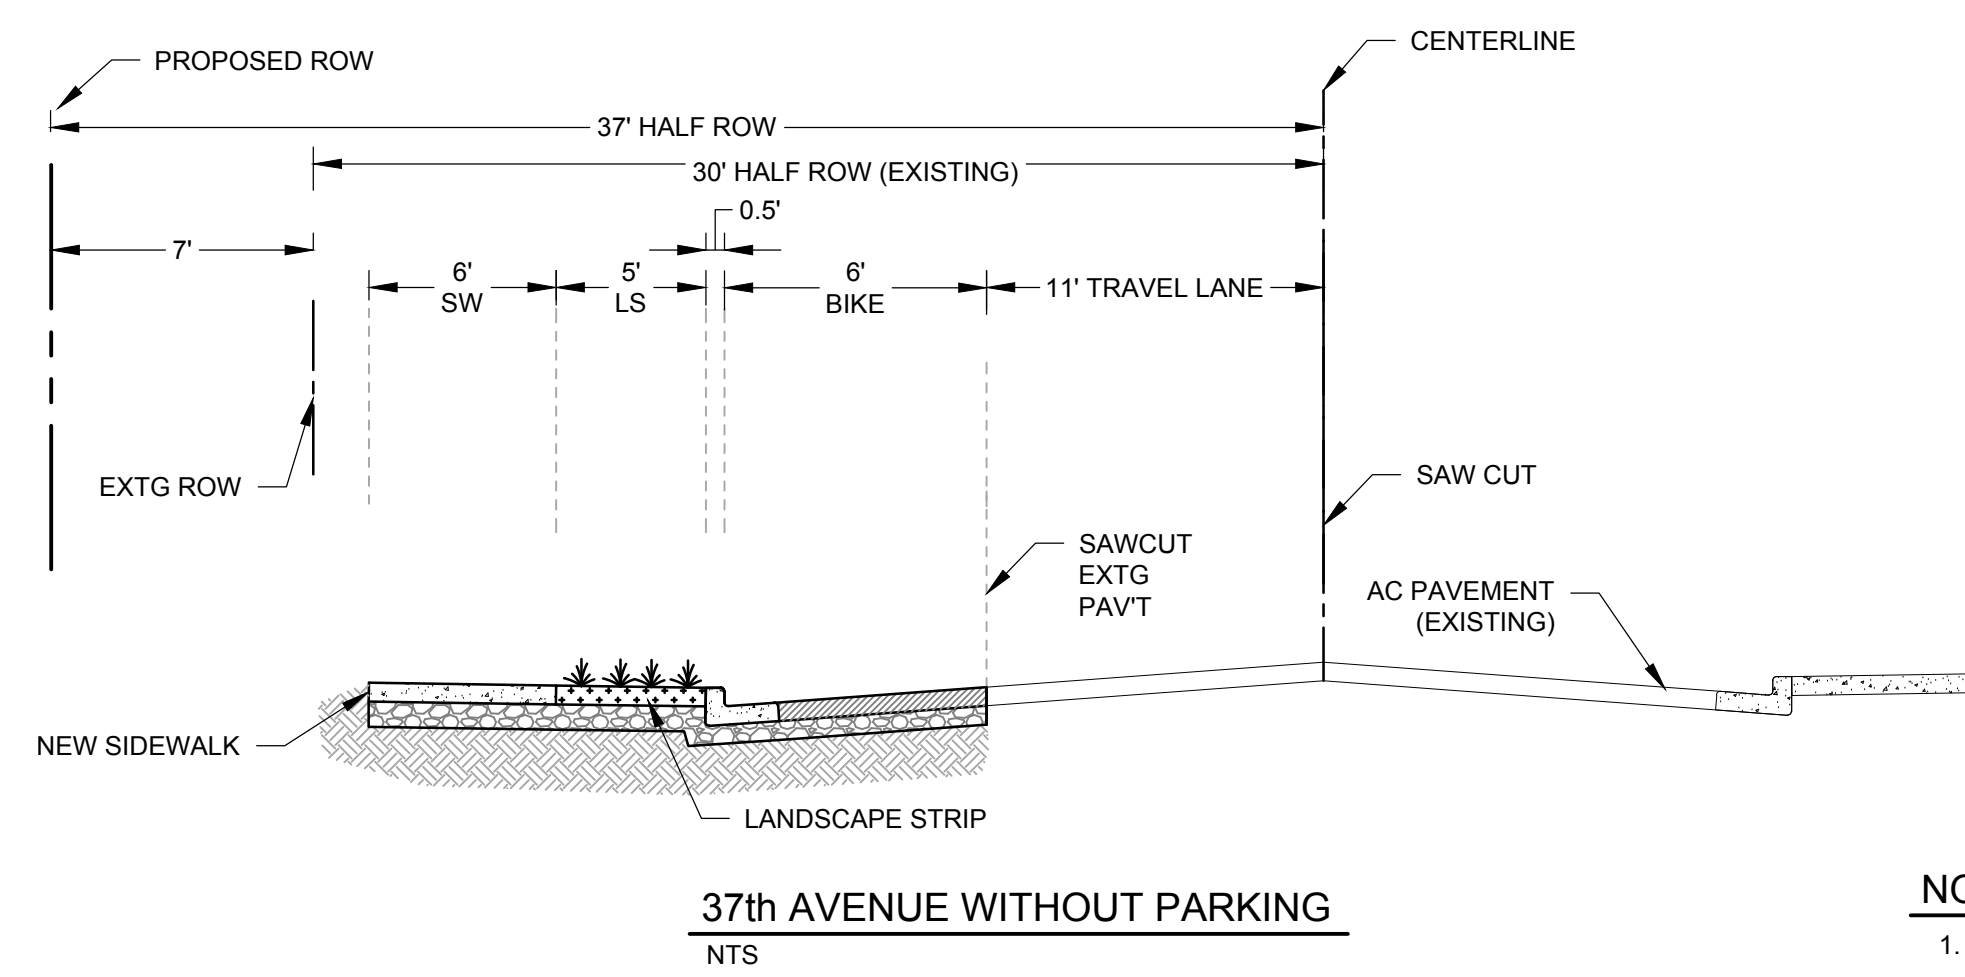 PROPOSED ROW
CENTERLINE
37' HALF ROW
30' HALF ROW (EXISTING)
0.5'
7'
6'
SW
5'
LS
6'
BIKE
11' TRAVEL LANE
EXTG ROW
SAW CUT
SAWCUT
EXTG
PAV'T
AC PAVEMENT
(EXISTING)
NEW SIDEWALK
LANDSCAPE STRIP
37th AVENUE WITHOUT PARKING
NTS
1.